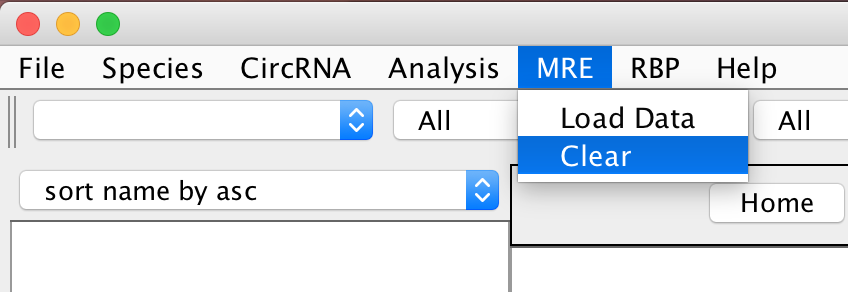 File Species CircRNA Analysis MRE RBP Help
All Load Data All
Clear
sort name by asc Home